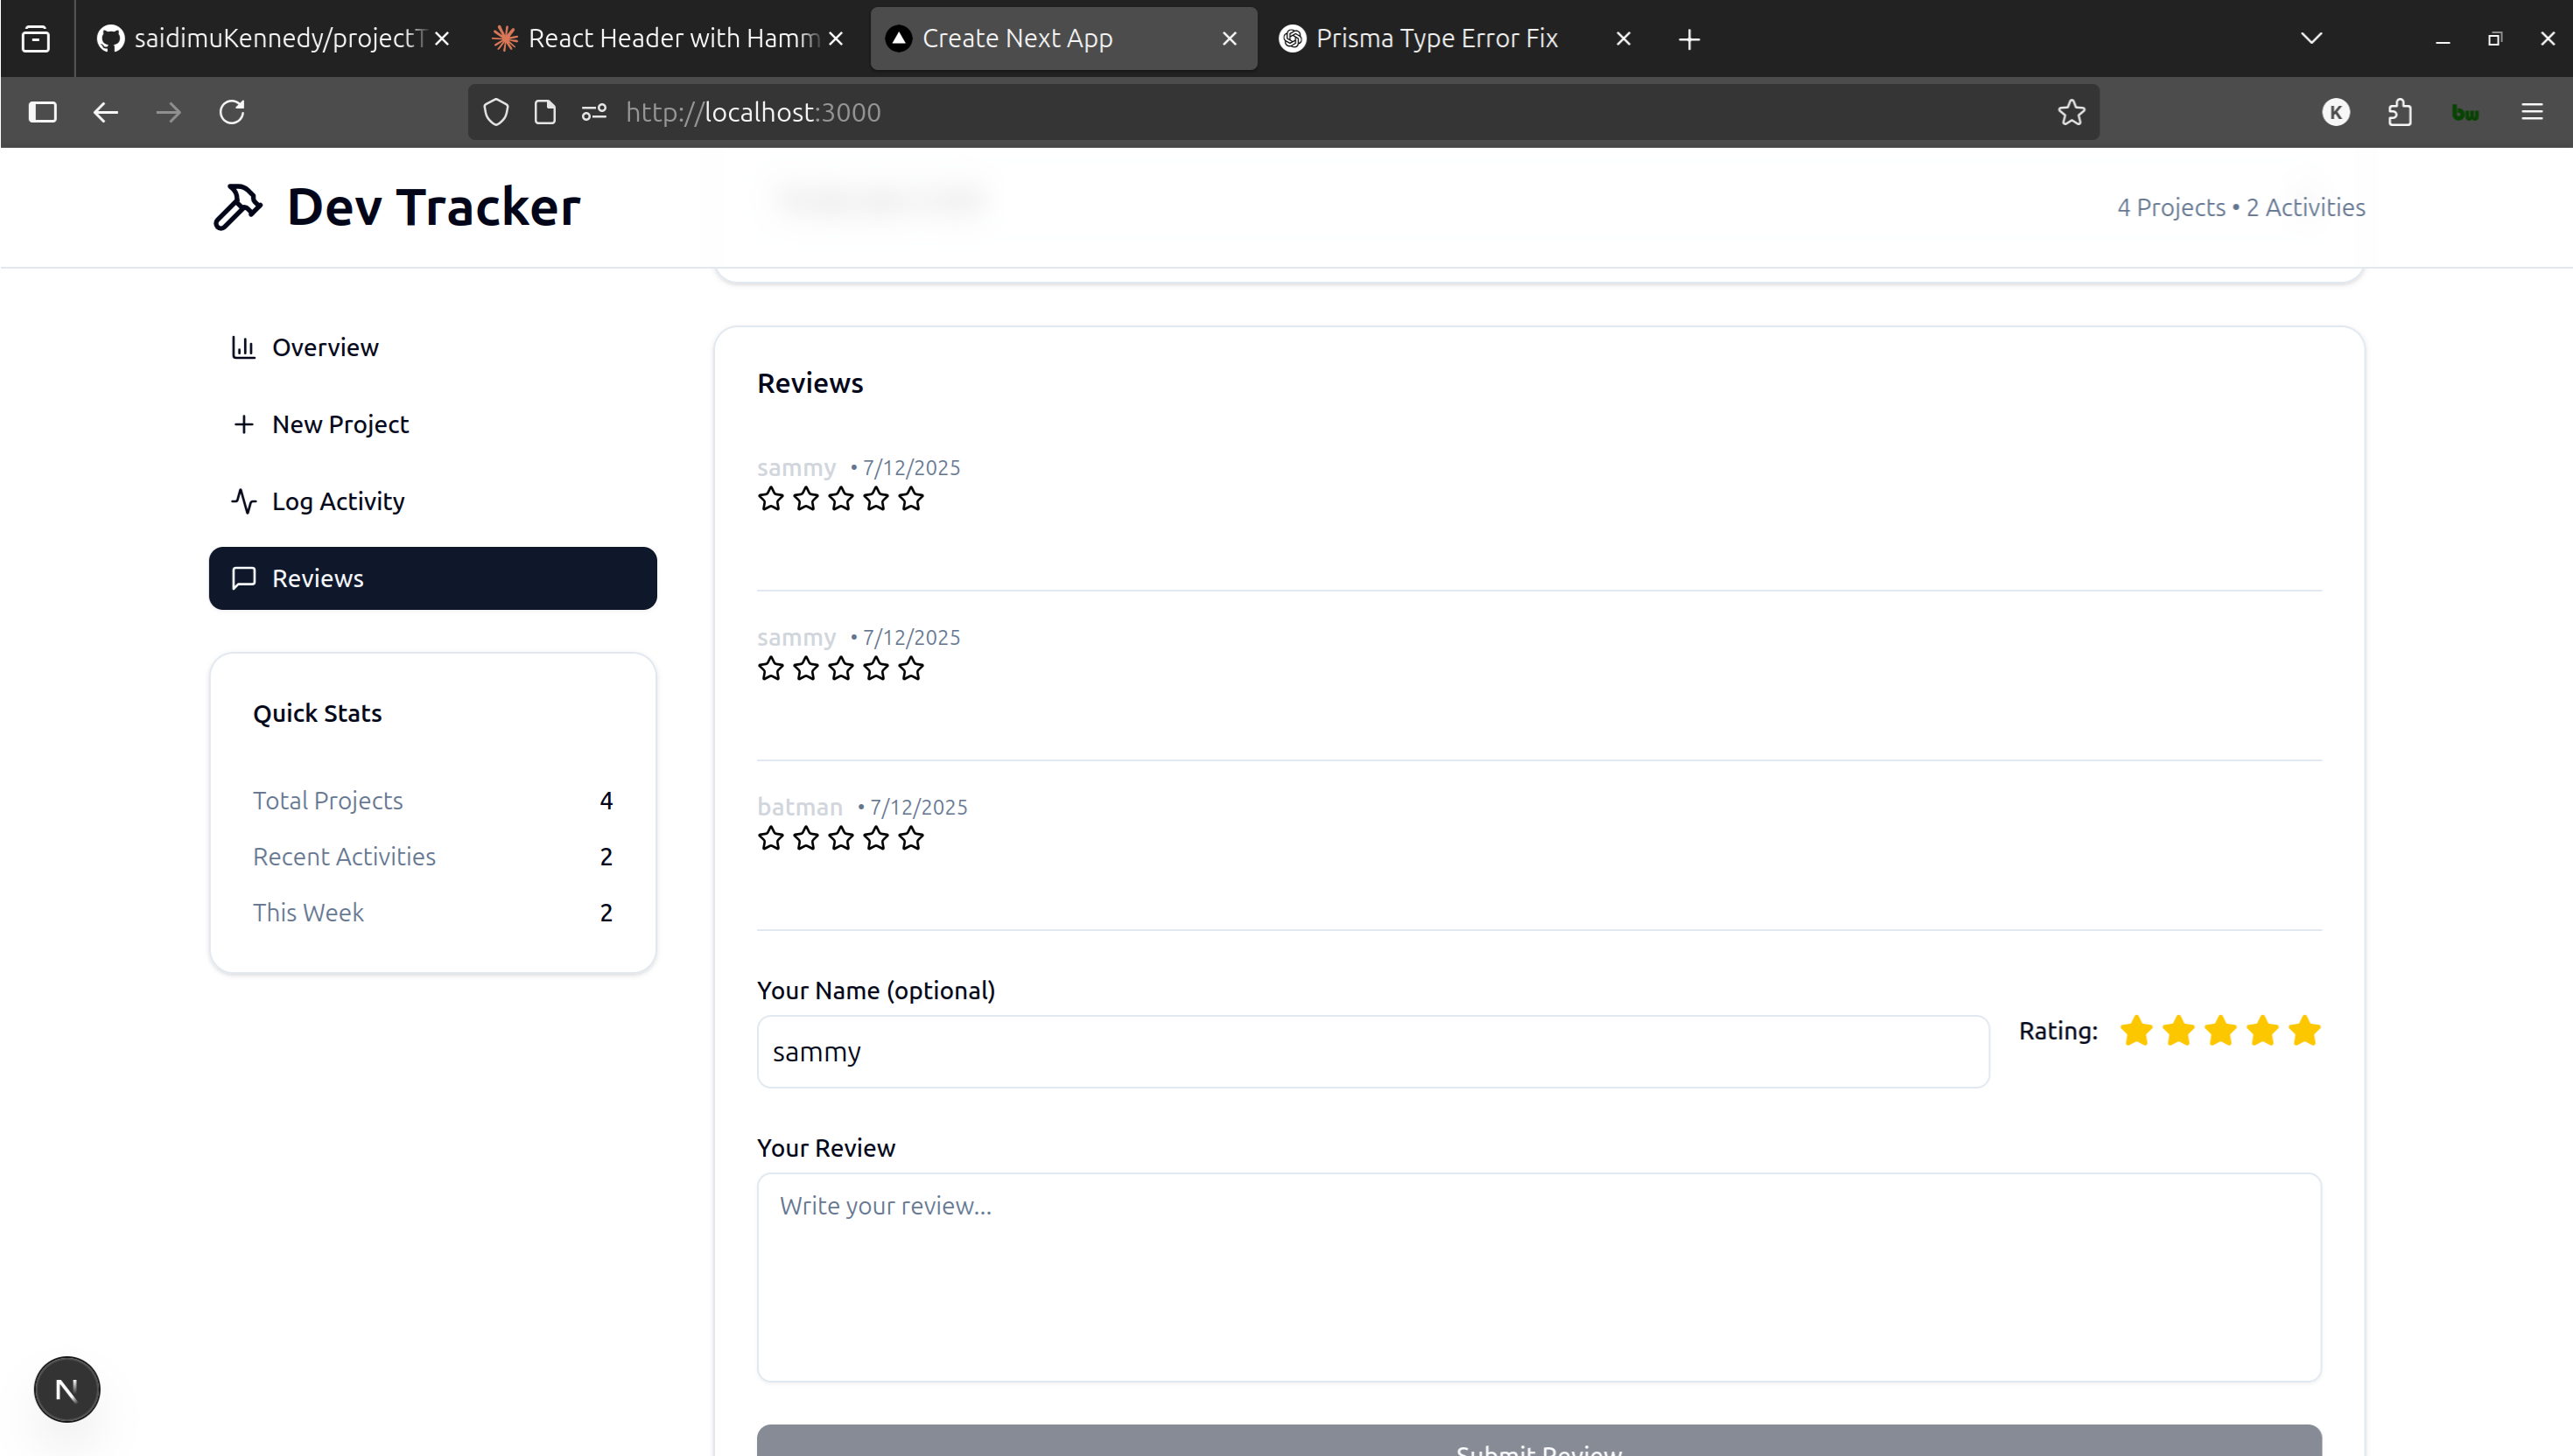 saidimuKennedy/projectT
React Header with Hamm
Create Next App
Prisma Type Error Fix
http://localhost:3000
K
bw
Dev Tracker
4 Projects • 2 Activities
Overview
New Project
Log Activity
Reviews
Quick Stats
Total Projects 4
Recent Activities 2
This Week 2
Reviews
sammy • 7/12/2025
sammy • 7/12/2025
batman • 7/12/2025
Your Name (optional)
sammy
Rating:
Your Review
Write your review...
Submit Review
N